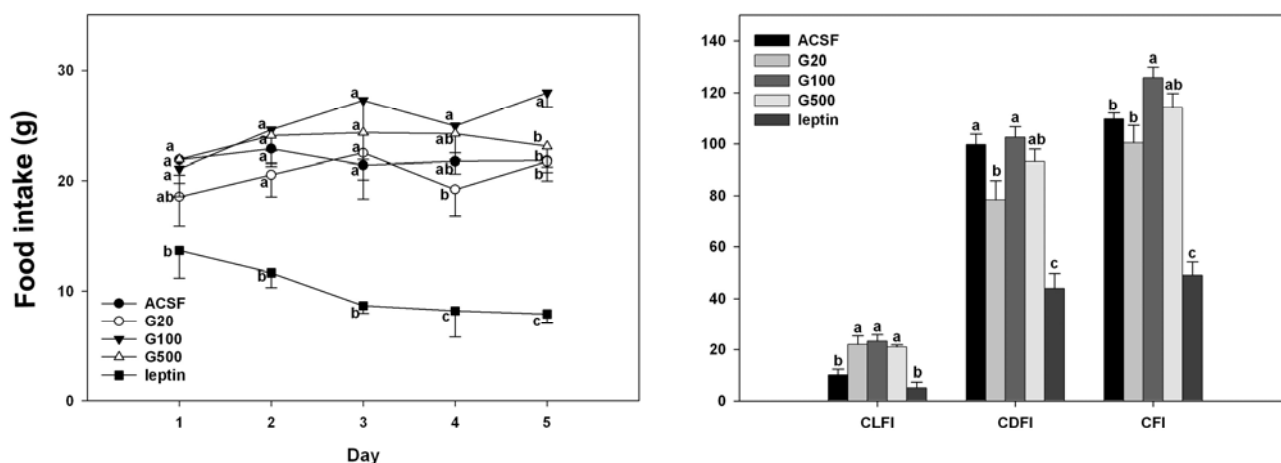 Food intake (g)
30
20
10
0
1 2 3 4 5
Day
a
a
a
ab
b
a
a
a
a
b
a
a
a
a
b
a
ab
ab
b
c
a
b
b
b
c
ACSF
G20
G100
G500
leptin
140
120
100
80
60
40
20
0
ACSF
G20
G100
G500
leptin
b a a a b
a b a ab c
b b a ab c
CLFI CDFI CFI